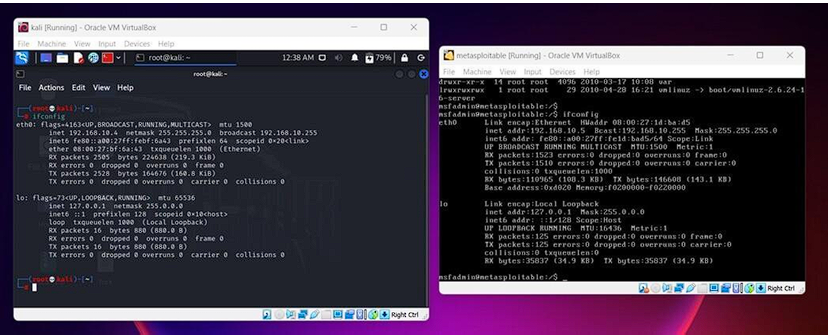 kali [Running] - Oracle VM VirtualBox
File Machine View Input Devices Help
root@kali: ~ 12:38 AM 79%
root@kali: ~
File Actions Edit View Help
(root kali)-[~]
# ifconfig
eth0: flags=4163<UP,BROADCAST,RUNNING,MULTICAST> mtu 1500
inet 192.168.10.4 netmask 255.255.255.0 broadcast 192.168.10.255
inet6 fe80::a00:27ff:febf:6a43 prefixlen 64 scopeid 0×20<link>
ether 08:00:27:bf:6a:43 txqueuelen 1000 (Ethernet)
RX packets 2505 bytes 224638 (219.3 KiB)
RX errors 0 dropped 0 overruns 0 frame 0
TX packets 2528 bytes 164676 (160.8 KiB)
TX errors 0 dropped 0 overruns 0 carrier 0 collisions 0
lo: flags=73<UP,LOOPBACK,RUNNING> mtu 65536
inet 127.0.0.1 netmask 255.0.0.0
inet6 ::1 prefixlen 128 scopeid 0×10<host>
loop txqueuelen 1000 (Local Loopback)
RX packets 16 bytes 880 (880.0 B)
RX errors 0 dropped 0 overruns 0 frame 0
TX packets 16 bytes 880 (880.0 B)
TX errors 0 dropped 0 overruns 0 carrier 0 collisions 0
(root kali)-[~]
#
Right Ctrl
metasploitable [Running] - Oracle VM VirtualBox
File Machine View Input Devices Help
drwxr-xr-x 14 root root 4096 2010-03-17 10:08 var
lrwxrwxrwx 1 root root 29 2010-04-28 16:21 vmlinuz -> boot/vmlinuz-2.6.24-1
6-server
msfadmin@metasploitable:/$
msfadmin@metasploitable:/$ ifconfig
eth0 Link encap:Ethernet HWaddr 08:00:27:1d:ba:d5
inet addr:192.168.10.5 Bcast:192.168.10.255 Mask:255.255.255.0
inet6 addr: fe80::a00:27ff:fe1d:bad5/64 Scope:Link
UP BROADCAST RUNNING MULTICAST MTU:1500 Metric:1
RX packets:1523 errors:0 dropped:0 overruns:0 frame:0
TX packets:1510 errors:0 dropped:0 overruns:0 carrier:0
collisions:0 txqueuelen:1000
RX bytes:110965 (108.3 KB) TX bytes:146608 (143.1 KB)
Base address:0xd020 Memory:f0200000-f0220000
lo Link encap:Local Loopback
inet addr:127.0.0.1 Mask:255.0.0.0
inet6 addr: ::1/128 Scope:Host
UP LOOPBACK RUNNING MTU:16436 Metric:1
RX packets:125 errors:0 dropped:0 overruns:0 frame:0
TX packets:125 errors:0 dropped:0 overruns:0 carrier:0
collisions:0 txqueuelen:0
RX bytes:35837 (34.9 KB) TX bytes:35837 (34.9 KB)
msfadmin@metasploitable:/$ _
Right Ctrl